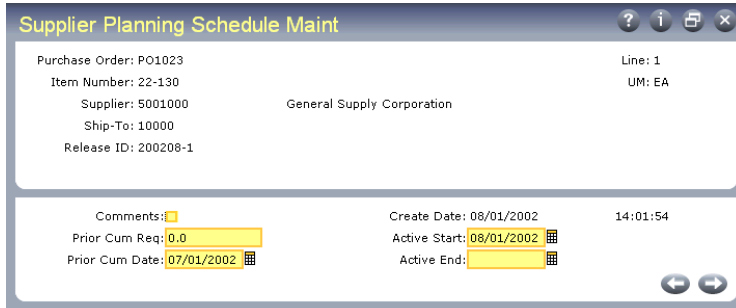 Supplier Planning Schedule Maint ? i
Purchase Order: PO1023 Line: 1
Item Number: 22-130 UM: EA
Supplier: 5001000 General Supply Corporation
Ship-To: 10000
Release ID: 200208-1
Comments: Create Date: 08/01/2002 14:01:54
Prior Cum Req: 0.0 Active Start: 08/01/2002
Prior Cum Date: 07/01/2002 Active End: